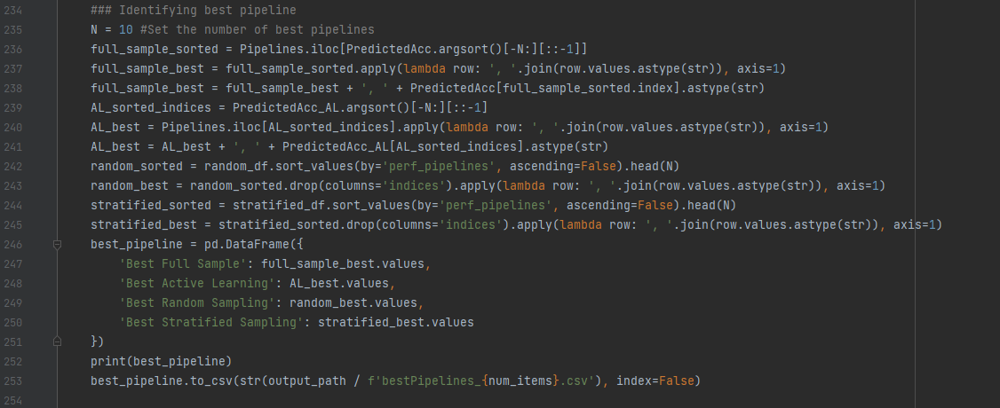 234 ### Identifying best pipeline
235 N = 10 #Set the number of best pipelines
236 full_sample_sorted = Pipelines.iloc[PredictedAcc.argsort()[-N:][::-1]]
237 full_sample_best = full_sample_sorted.apply(lambda row: ', '.join(row.values.astype(str)), axis=1)
238 full_sample_best = full_sample_best + ', ' + PredictedAcc[full_sample_sorted.index].astype(str)
239 AL_sorted_indices = PredictedAcc_AL.argsort()[-N:][::-1]
240 AL_best = Pipelines.iloc[AL_sorted_indices].apply(lambda row: ', '.join(row.values.astype(str)), axis=1)
241 AL_best = AL_best + ', ' + PredictedAcc_AL[AL_sorted_indices].astype(str)
242 random_sorted = random_df.sort_values(by='perf_pipelines', ascending=False).head(N)
243 random_best = random_sorted.drop(columns='indices').apply(lambda row: ', '.join(row.values.astype(str)), axis=1)
244 stratified_sorted = stratified_df.sort_values(by='perf_pipelines', ascending=False).head(N)
245 stratified_best = stratified_sorted.drop(columns='indices').apply(lambda row: ', '.join(row.values.astype(str)), axis=1)
246 best_pipeline = pd.DataFrame({
247 'Best Full Sample': full_sample_best.values,
248 'Best Active Learning': AL_best.values,
249 'Best Random Sampling': random_best.values,
250 'Best Stratified Sampling': stratified_best.values
251 })
252 print(best_pipeline)
253 best_pipeline.to_csv(str(output_path / f'bestPipelines_{num_items}.csv'), index=False)
254